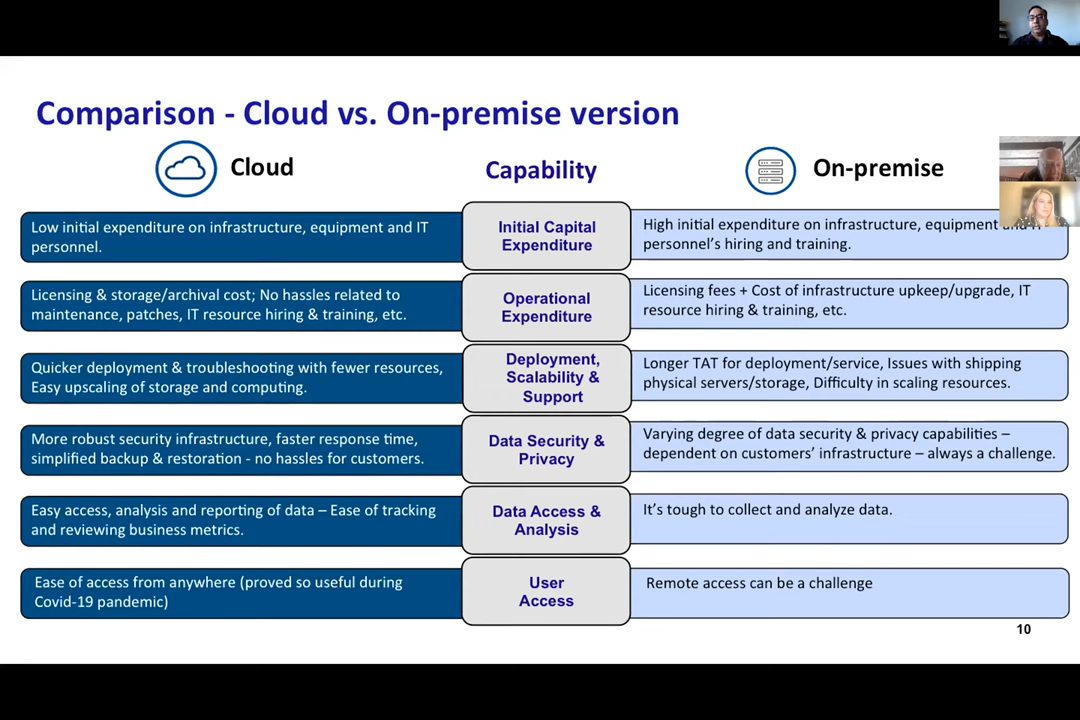 Comparison - Cloud vs. On-premise version
Cloud
Capability
On-premise
Low initial expenditure on infrastructure, equipment and IT
personnel.
Initial Capital
Expenditure
High initial expenditure on infrastructure, equipment and IT
personnel's hiring and training.
Licensing & storage/archival cost; No hassles related to
maintenance, patches, IT resource hiring & training, etc.
Operational
Expenditure
Licensing fees + Cost of infrastructure upkeep/upgrade, IT
resource hiring & training, etc.
Quicker deployment & troubleshooting with fewer resources,
Easy upscaling of storage and computing.
Deployment,
Scalability &
Support
Longer TAT for deployment/service, Issues with shipping
physical servers/storage, Difficulty in scaling resources.
More robust security infrastructure, faster response time,
simplified backup & restoration - no hassles for customers.
Data Security &
Privacy
Varying degree of data security & privacy capabilities –
dependent on customers' infrastructure – always a challenge.
Easy access, analysis and reporting of data – Ease of tracking
and reviewing business metrics.
Data Access &
Analysis
It's tough to collect and analyze data.
Ease of access from anywhere (proved so useful during
Covid-19 pandemic)
User
Access
Remote access can be a challenge
10